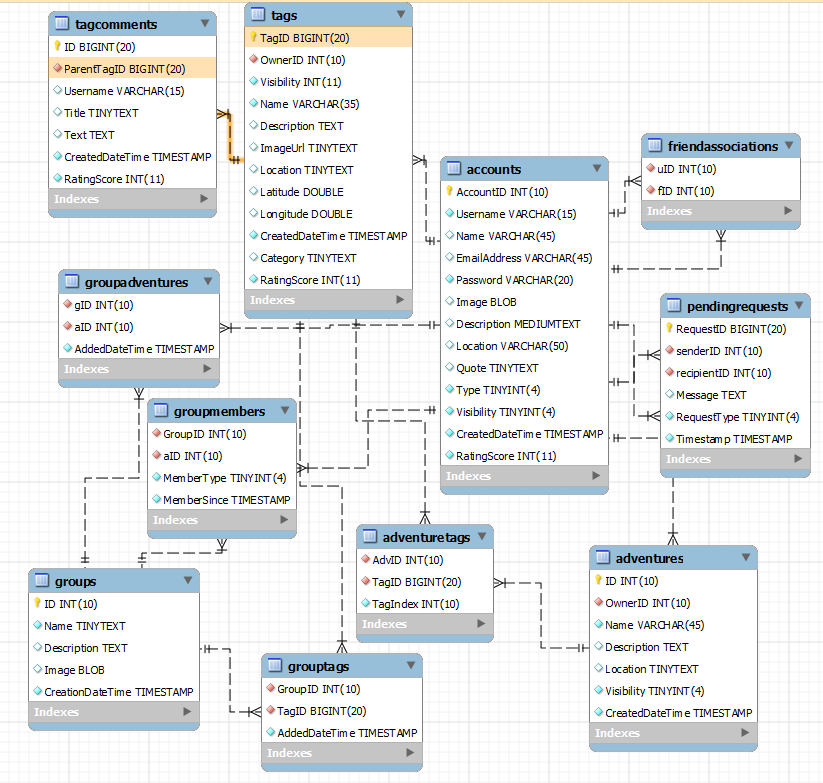 tagcomments
ID BIGINT(20)
ParentTagID BIGINT(20)
Username VARCHAR(15)
Title TINYTEXT
Text TEXT
CreatedDateTime TIMESTAMP
RatingScore INT(11)
Indexes
tags
TagID BIGINT(20)
OwnerID INT(10)
Visibility INT(11)
Name VARCHAR(35)
Description TEXT
ImageUrl TINYTEXT
Location TINYTEXT
Latitude DOUBLE
Longitude DOUBLE
CreatedDateTime TIMESTAMP
Category TINYTEXT
RatingScore INT(11)
Indexes
accounts
AccountID INT(10)
Username VARCHAR(15)
Name VARCHAR(45)
EmailAddress VARCHAR(45)
Password VARCHAR(20)
Image BLOB
Description MEDIUMTEXT
Location VARCHAR(50)
Quote TINYTEXT
Type TINYINT(4)
Visibility TINYINT(4)
CreatedDateTime TIMESTAMP
RatingScore INT(11)
Indexes
friendassociations
uID INT(10)
fID INT(10)
Indexes
groupadventures
gID INT(10)
aID INT(10)
AddedDateTime TIMESTAMP
Indexes
pendingrequests
RequestID BIGINT(20)
senderID INT(10)
recipientID INT(10)
Message TEXT
RequestType TINYINT(4)
Timestamp TIMESTAMP
Indexes
groupmembers
GroupID INT(10)
aID INT(10)
MemberType TINYINT(4)
MemberSince TIMESTAMP
Indexes
adventuretags
AdvID INT(10)
TagID BIGINT(20)
TagIndex INT(10)
Indexes
adventures
ID INT(10)
OwnerID INT(10)
Name VARCHAR(45)
Description TEXT
Location TINYTEXT
Visibility TINYINT(4)
CreatedDateTime TIMESTAMP
Indexes
groups
ID INT(10)
Name TINYTEXT
Description TEXT
Image BLOB
CreationDateTime TIMESTAMP
Indexes
grouptags
GroupID INT(10)
TagID BIGINT(20)
AddedDateTime TIMESTAMP
Indexes